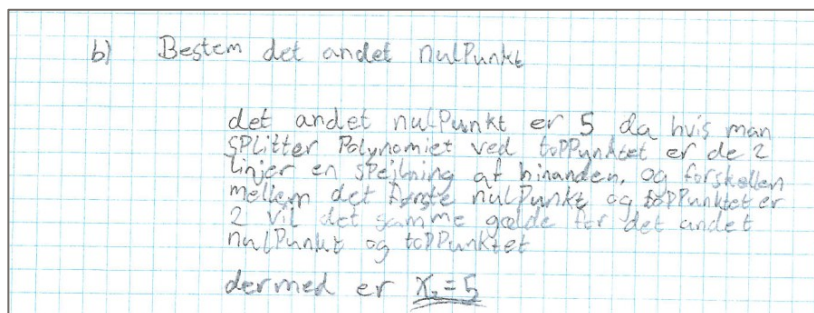 b) Bestem det andet nulPunkt
det andet nulPunkt er 5 da hvis man
sPlitter Polynomiet ved topPynktet er de 2
linjer en sPejlning af hinanden, og forskellen
mellem det første nulPunkt og topPunktet er
2 vil det samme gælde for det andet
nulPunkt og topPunktet
dermed er x₂=5